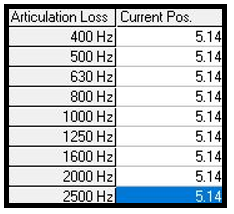 Articulation Loss Current Pos.
400 Hz 5.14
500 Hz 5.14
630 Hz 5.14
800 Hz 5.14
1000 Hz 5.14
1250 Hz 5.14
1600 Hz 5.14
2000 Hz 5.14
2500 Hz 5.14